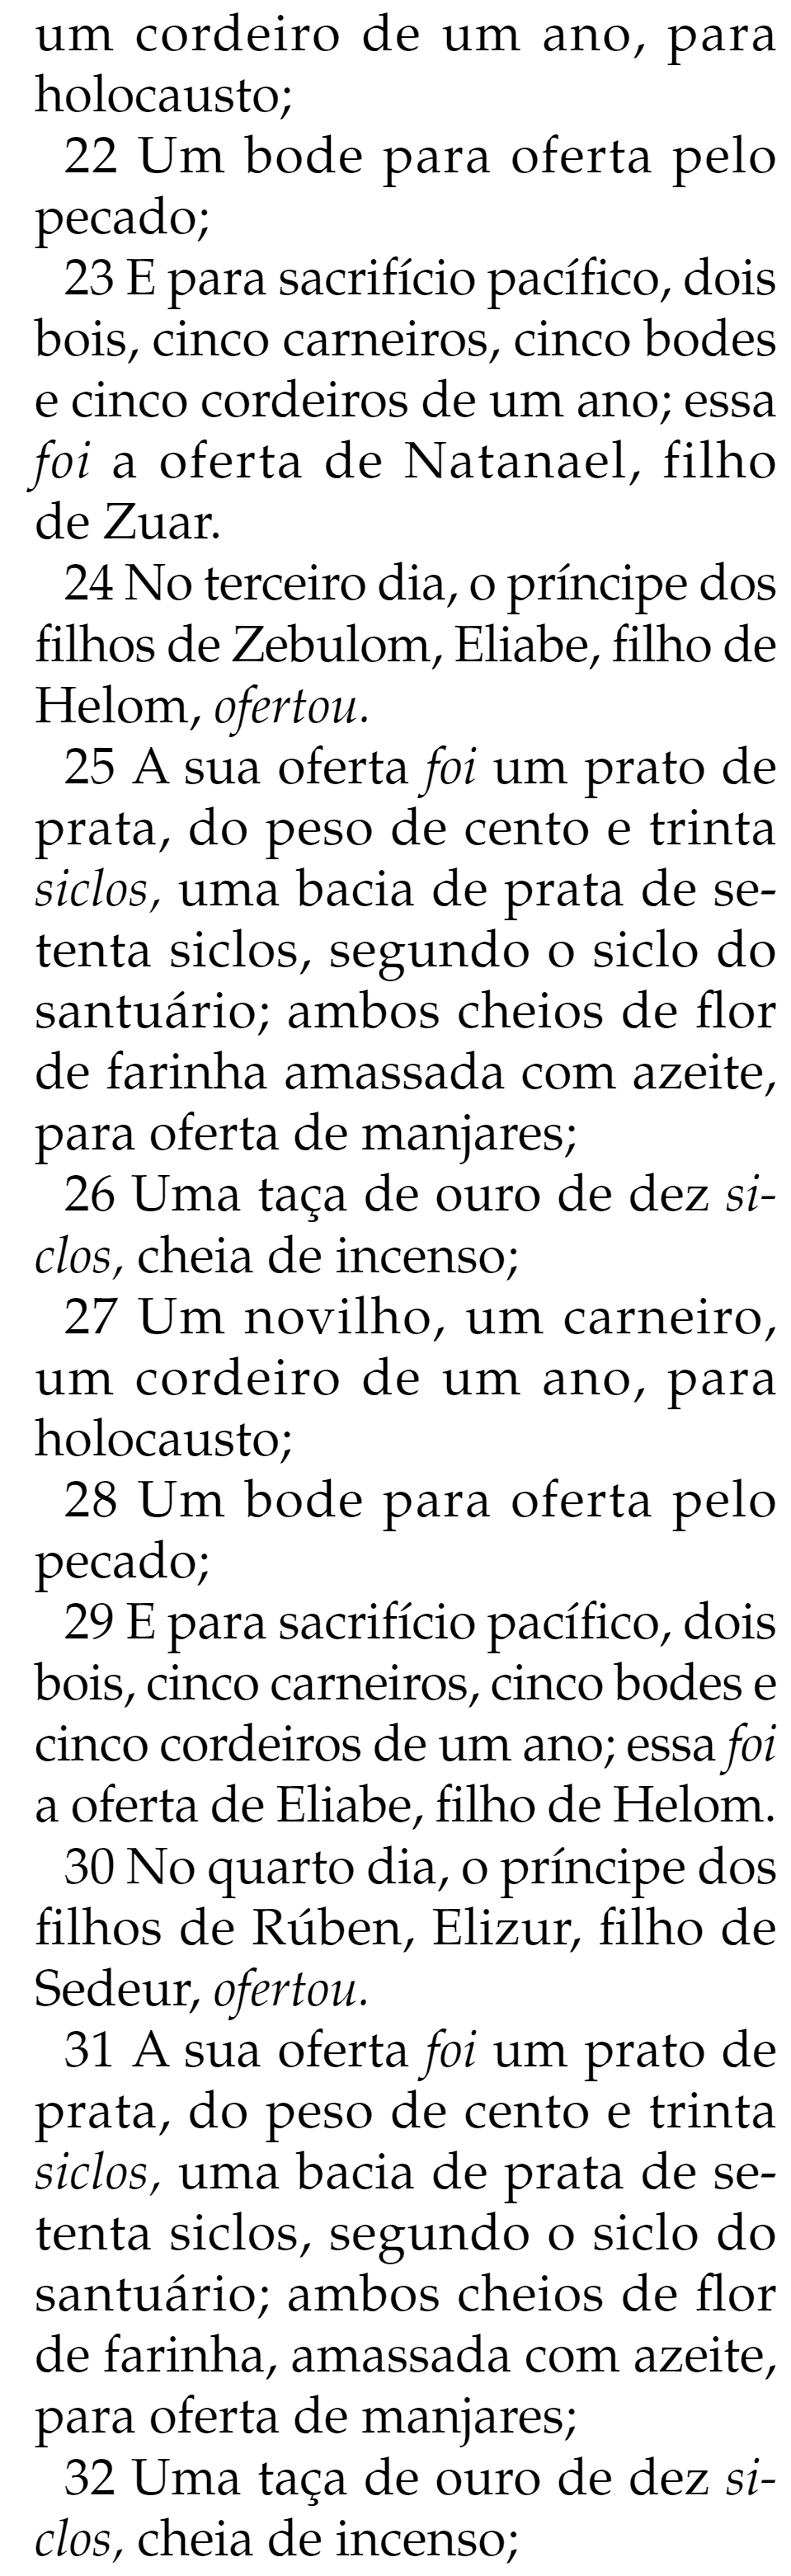 um cordeiro de um ano, para
holocausto;
22 Um bode para oferta pelo
pecado;
23 E para sacrifício pacífico, dois
bois, cinco carneiros, cinco bodes
e cinco cordeiros de um ano; essa
foi a oferta de Natanael, filho
de Zuar.
24 No terceiro dia, o príncipe dos
filhos de Zebulom, Eliabe, filho de
Helom, ofertou.
25 A sua oferta foi um prato de
prata, do peso de cento e trinta
siclos, uma bacia de prata de se-
tenta siclos, segundo o siclo do
santuário; ambos cheios de flor
de farinha amassada com azeite,
para oferta de manjares;
26 Uma taça de ouro de dez si-
clos, cheia de incenso;
27 Um novilho, um carneiro,
um cordeiro de um ano, para
holocausto;
28 Um bode para oferta pelo
pecado;
29 E para sacrifício pacífico, dois
bois, cinco carneiros, cinco bodes e
cinco cordeiros de um ano; essa foi
a oferta de Eliabe, filho de Helom.
30 No quarto dia, o príncipe dos
filhos de Rúben, Elizur, filho de
Sedeur, ofertou.
31 A sua oferta foi um prato de
prata, do peso de cento e trinta
siclos, uma bacia de prata de se-
tenta siclos, segundo o siclo do
santuário; ambos cheios de flor
de farinha, amassada com azeite,
para oferta de manjares;
32 Uma taça de ouro de dez si-
clos, cheia de incenso;